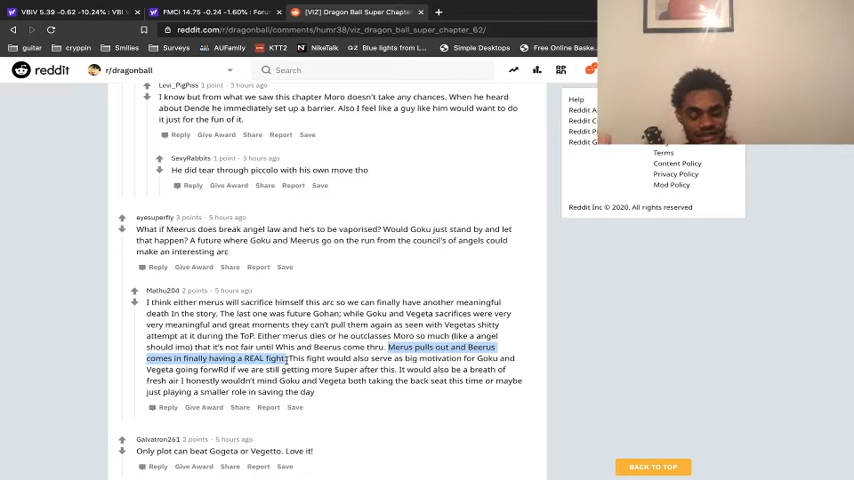 VBIV 5.39 -0.62 -10.24% : VBIV
FMCI 14.75 -0.24 -1.60% : Foru
[VIZ] Dragon Ball Super Chapter
reddit.com/r/dragonball/comments/humr38/viz_dragon_ball_super_chapter_62/
guitar
cryppin
Smilies
Surveys
AUFamily
KTT2
NikeTalk
Blue lights from l...
Free Online Baske...
reddit
r/dragonball
Search
Levi_PigPiss 1 point · 3 hours ago
I know but from what we saw this chapter Moro doesn't take any chances. When he heard
about Dende he immediately set up a barrier. Also I feel like a guy like him would want to do
it just for the fun of it.
Reply Give Award Share Report Save
SexyRabbits 1 point · 3 hours ago
He did tear through piccolo with his own move tho
Reply Give Award Share Report Save
eyesuperfly 3 points · 5 hours ago
What if Meerus does break angel law and he's to be vaporised? Would Goku just stand by and let
that happen? A future where Goku and Meerus go on the run from the council's of angels could
make an interesting arc
Reply Give Award Share Report Save
Mathu204 2 points · 5 hours ago
I think either merus will sacrifice himself this arc so we can finally have another meaningful
death In the story. The last one was future Gohan; while Goku and Vegeta sacrifices were very
very meaningful and great moments they can't pull them again as seen with Vegetas shitty
attempt at it during the ToP. Either merus dies or he outclasses Moro so much (like a angel
should imo) that it's not fair until Whis and Beerus come thru. Merus pulls out and Beerus
comes in finally having a REAL fight. This fight would also serve as big motivation for Goku and
Vegeta going forwRd if we are still getting more Super after this. It would also be a breath of
fresh air I honestly wouldn't mind Goku and Vegeta both taking the back seat this time or maybe
just playing a smaller role in saving the day
Reply Give Award Share Report Save
Galvatron261 2 points · 5 hours ago
Only plot can beat Gogeta or Vegetto. Love it!
Reply Give Award Share Report Save
Help
Reddit A
Reddit C
Reddit P
Reddit G
Terms
Content Policy
Privacy Policy
Mod Policy
Reddit Inc © 2020. All rights reserved
BACK TO TOP